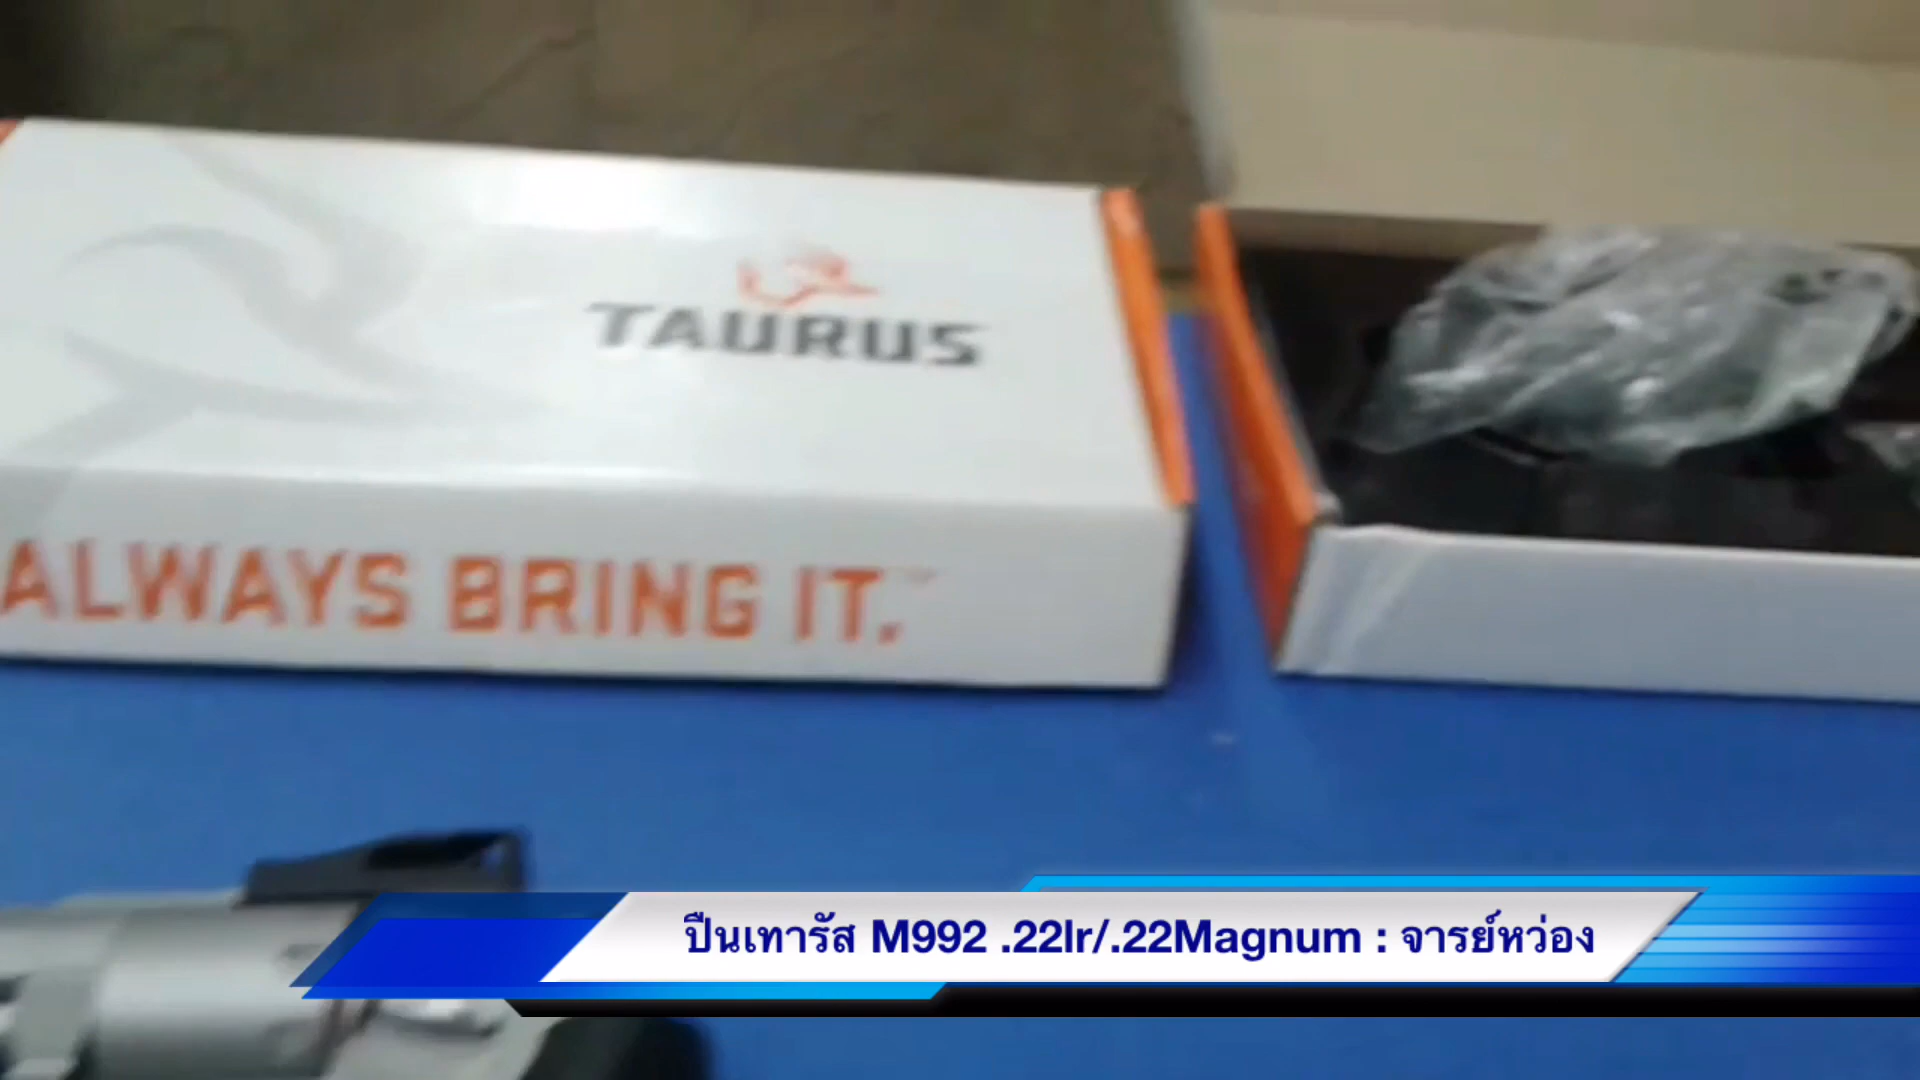 TAURUS
ALWAYS BRING IT.™
ปืนเทารัส M992 .22lr/.22Magnum : จารย์หว่อง